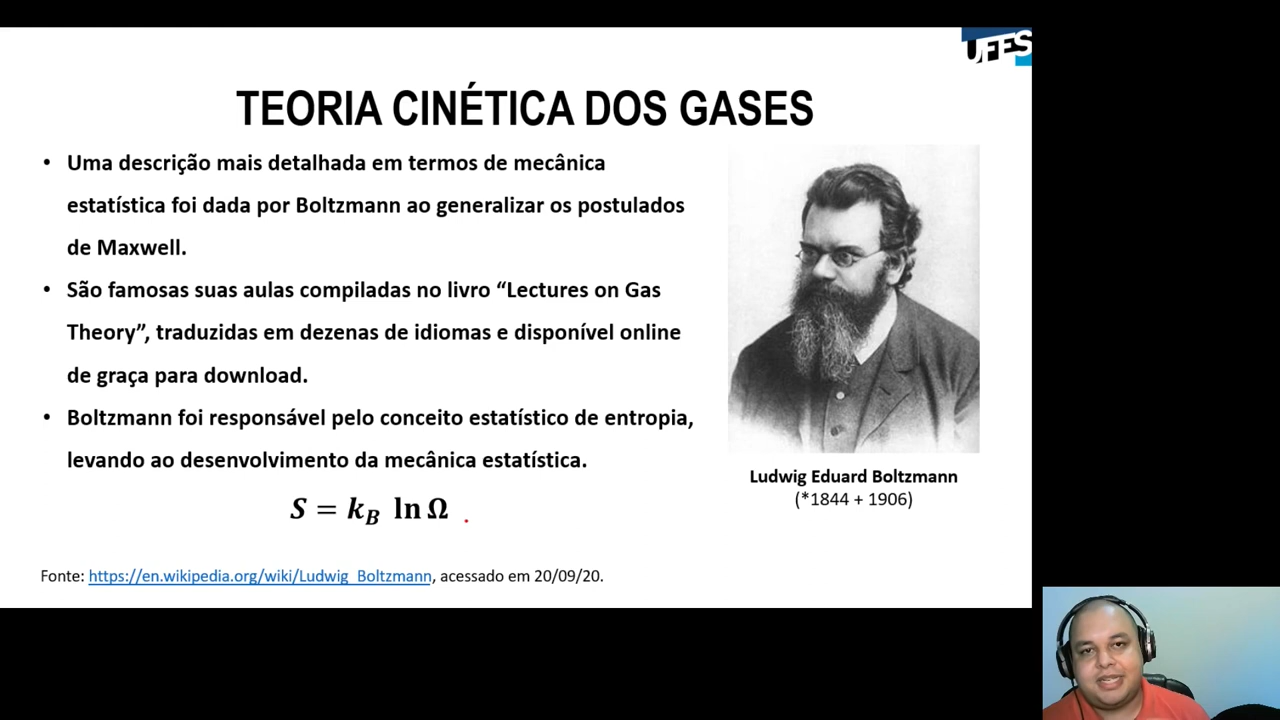 UFES
TEORIA CINÉTICA DOS GASES
• Uma descrição mais detalhada em termos de mecânica
estatística foi dada por Boltzmann ao generalizar os postulados
de Maxwell.
• São famosas suas aulas compiladas no livro “Lectures on Gas
Theory”, traduzidas em dezenas de idiomas e disponível online
de graça para download.
• Boltzmann foi responsável pelo conceito estatístico de entropia,
levando ao desenvolvimento da mecânica estatística.
S = k_B ln Ω
Ludwig Eduard Boltzmann
(*1844 + 1906)
Fonte: https://en.wikipedia.org/wiki/Ludwig_Boltzmann, acessado em 20/09/20.